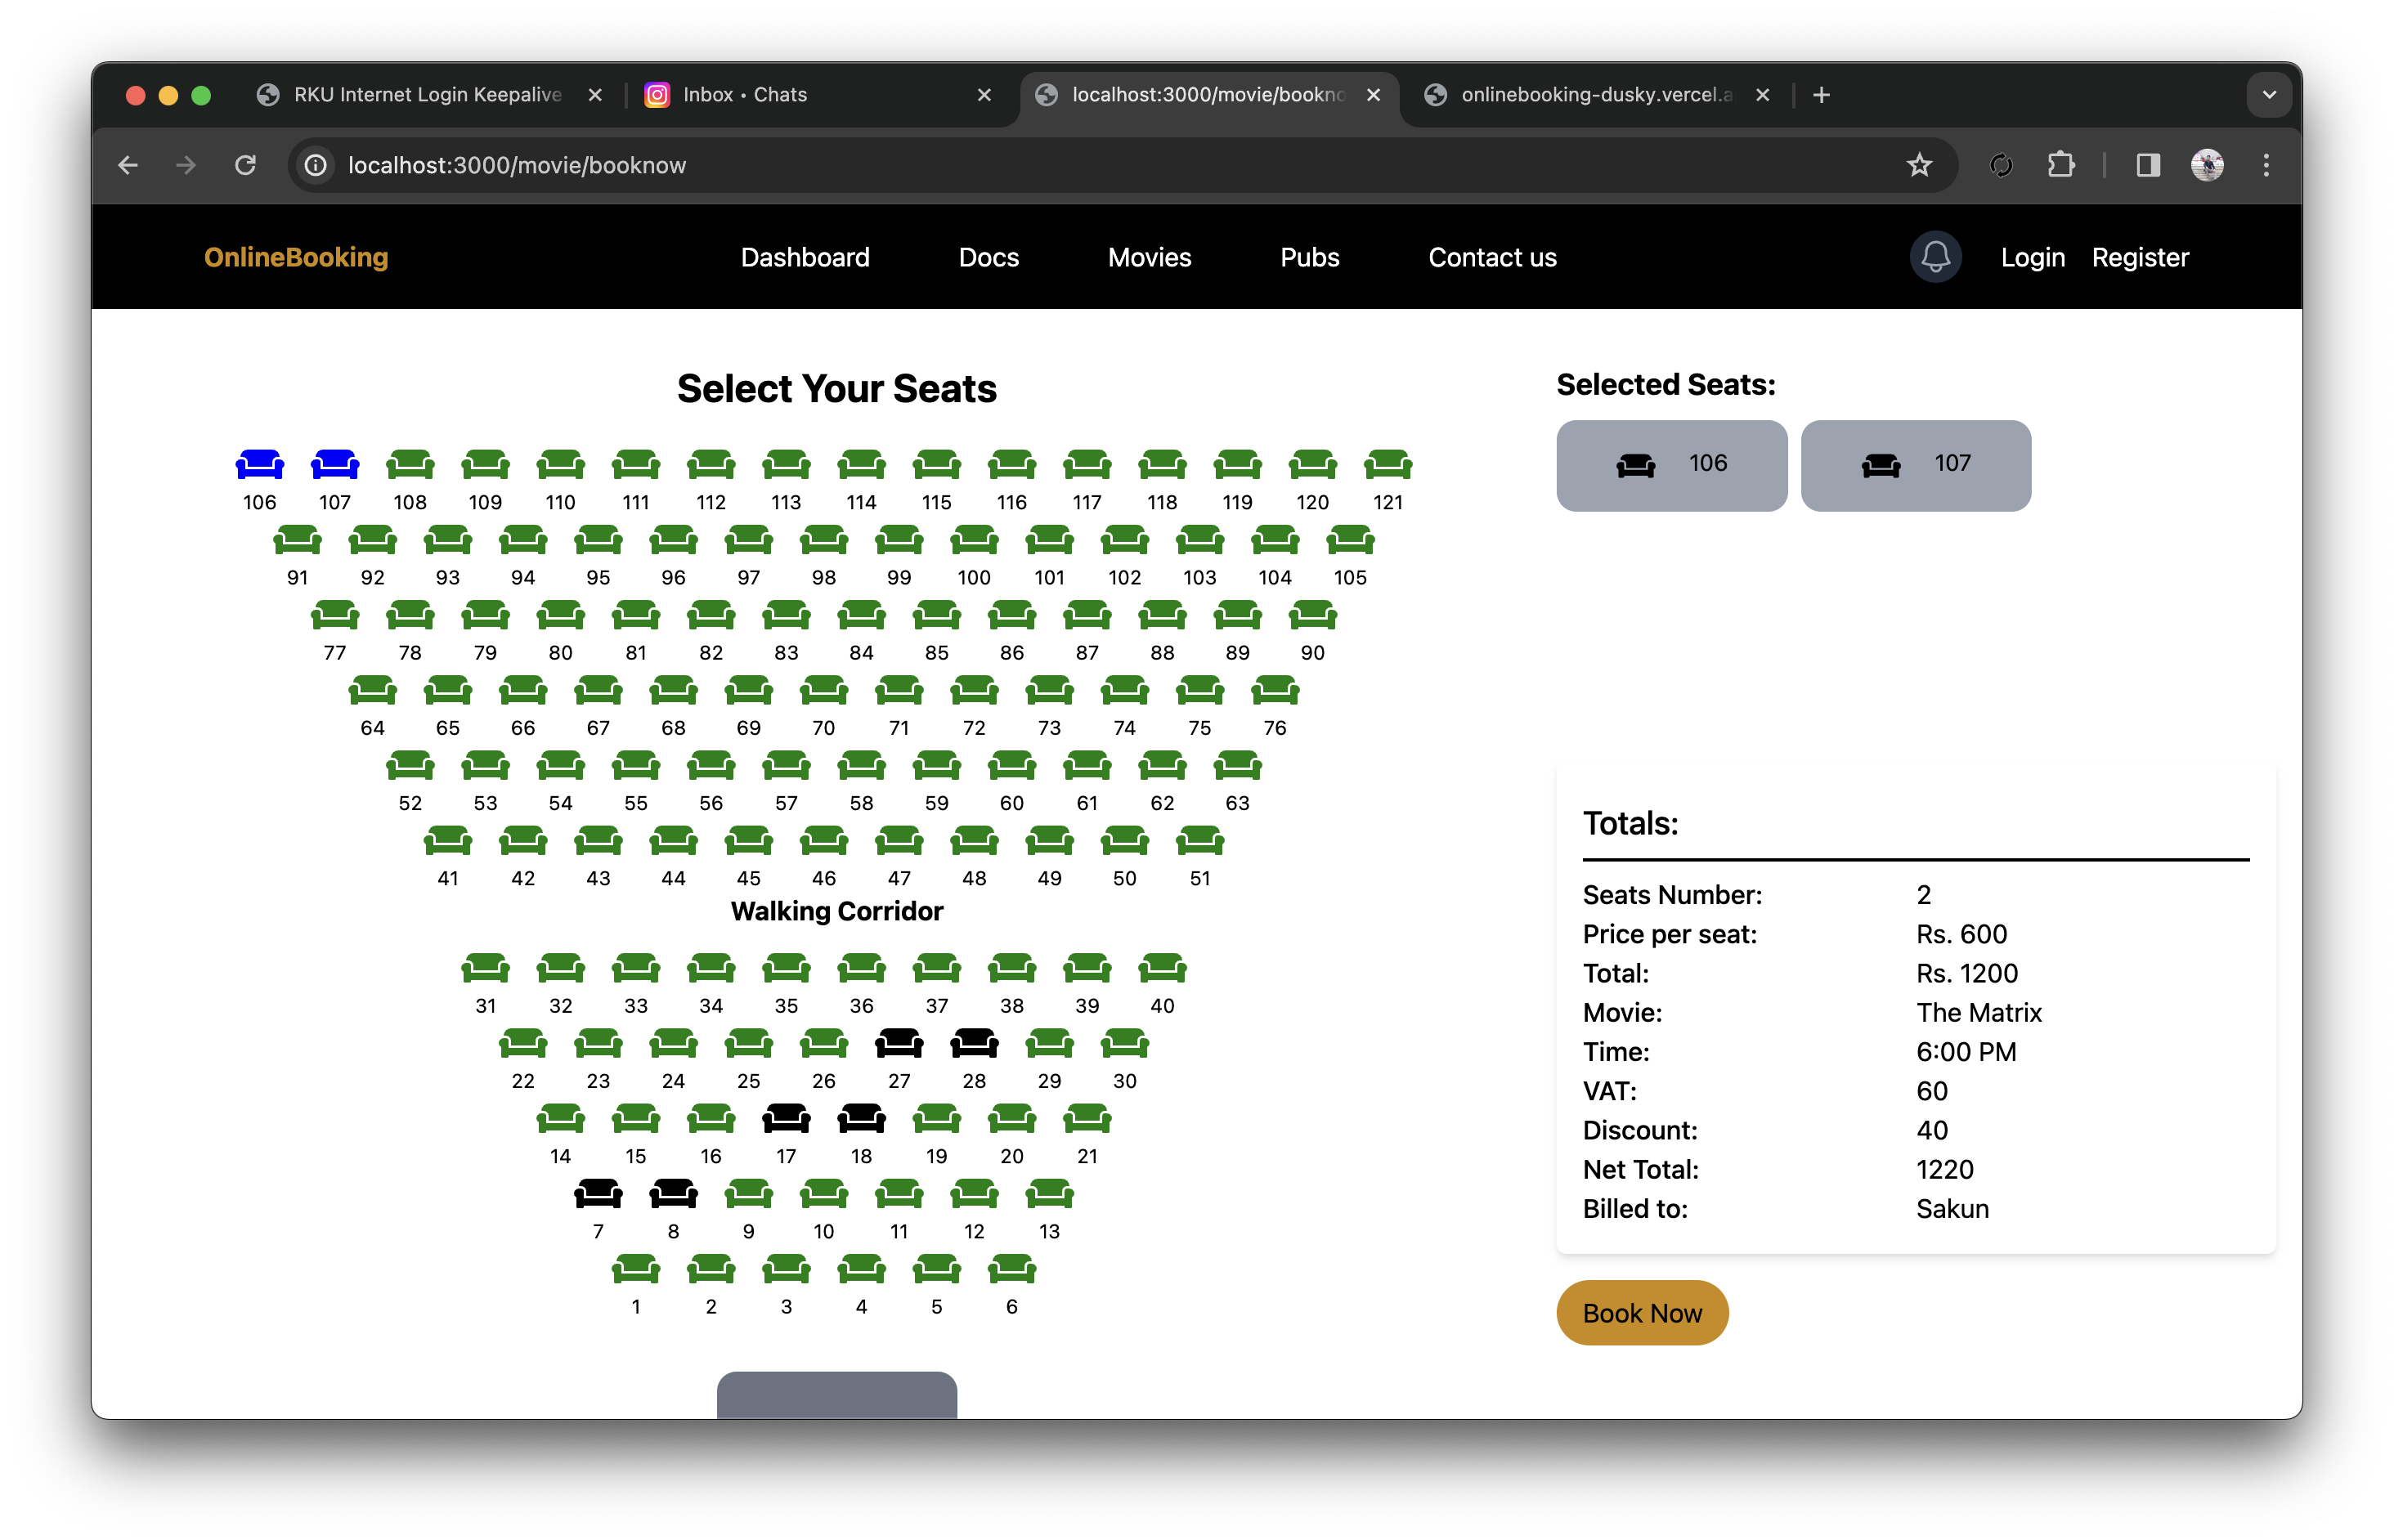 RKU Internet Login Keepalive
Inbox • Chats
localhost:3000/movie/bookno
onlinebooking-dusky.vercel.a
localhost:3000/movie/booknow
OnlineBooking
Dashboard Docs Movies Pubs Contact us
Login Register
Select Your Seats
106 107 108 109 110 111 112 113 114 115 116 117 118 119 120 121
91 92 93 94 95 96 97 98 99 100 101 102 103 104 105
77 78 79 80 81 82 83 84 85 86 87 88 89 90
64 65 66 67 68 69 70 71 72 73 74 75 76
52 53 54 55 56 57 58 59 60 61 62 63
41 42 43 44 45 46 47 48 49 50 51
Walking Corridor
31 32 33 34 35 36 37 38 39 40
22 23 24 25 26 27 28 29 30
14 15 16 17 18 19 20 21
7 8 9 10 11 12 13
1 2 3 4 5 6
Selected Seats:
106 107
Totals:
Seats Number: 2
Price per seat: Rs. 600
Total: Rs. 1200
Movie: The Matrix
Time: 6:00 PM
VAT: 60
Discount: 40
Net Total: 1220
Billed to: Sakun
Book Now